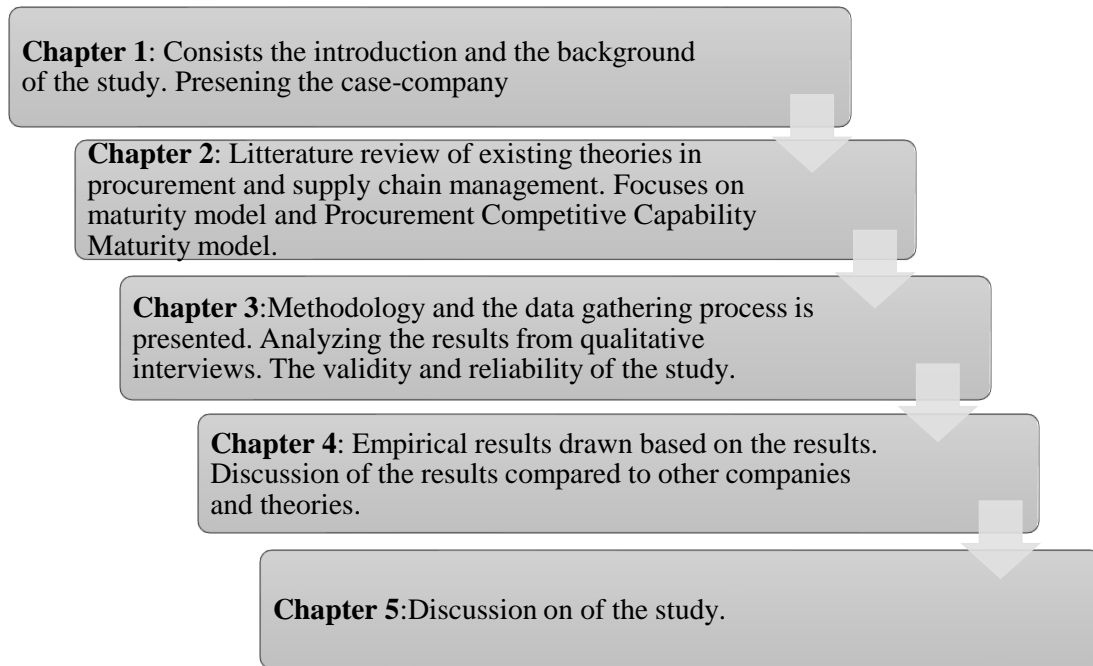 Chapter 1: Consists the introduction and the background
of the study. Presening the case-company
Chapter 2: Litterature review of existing theories in
procurement and supply chain management. Focuses on
maturity model and Procurement Competitive Capability
Maturity model.
Chapter 3:Methodology and the data gathering process is
presented. Analyzing the results from qualitative
interviews. The validity and reliability of the study.
Chapter 4: Empirical results drawn based on the results.
Discussion of the results compared to other companies
and theories.
Chapter 5:Discussion on of the study.